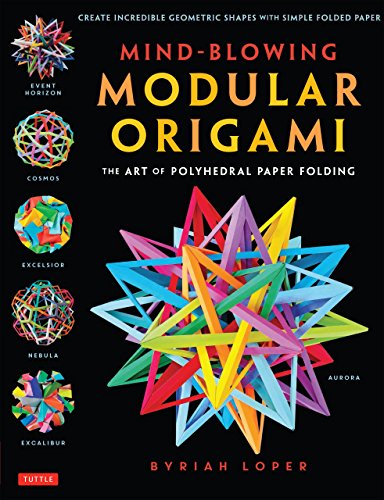 CREATE INCREDIBLE GEOMETRIC SHAPES WITH SIMPLE FOLDED PAPER
MIND-BLOWING
MODULAR
ORIGAMI
THE ART OF POLYHEDRAL PAPER FOLDING
EVENT
HORIZON
COSMOS
EXCELSIOR
NEBULA
EXCALIBUR
AURORA
BYRIAH LOPER
TUTTLE